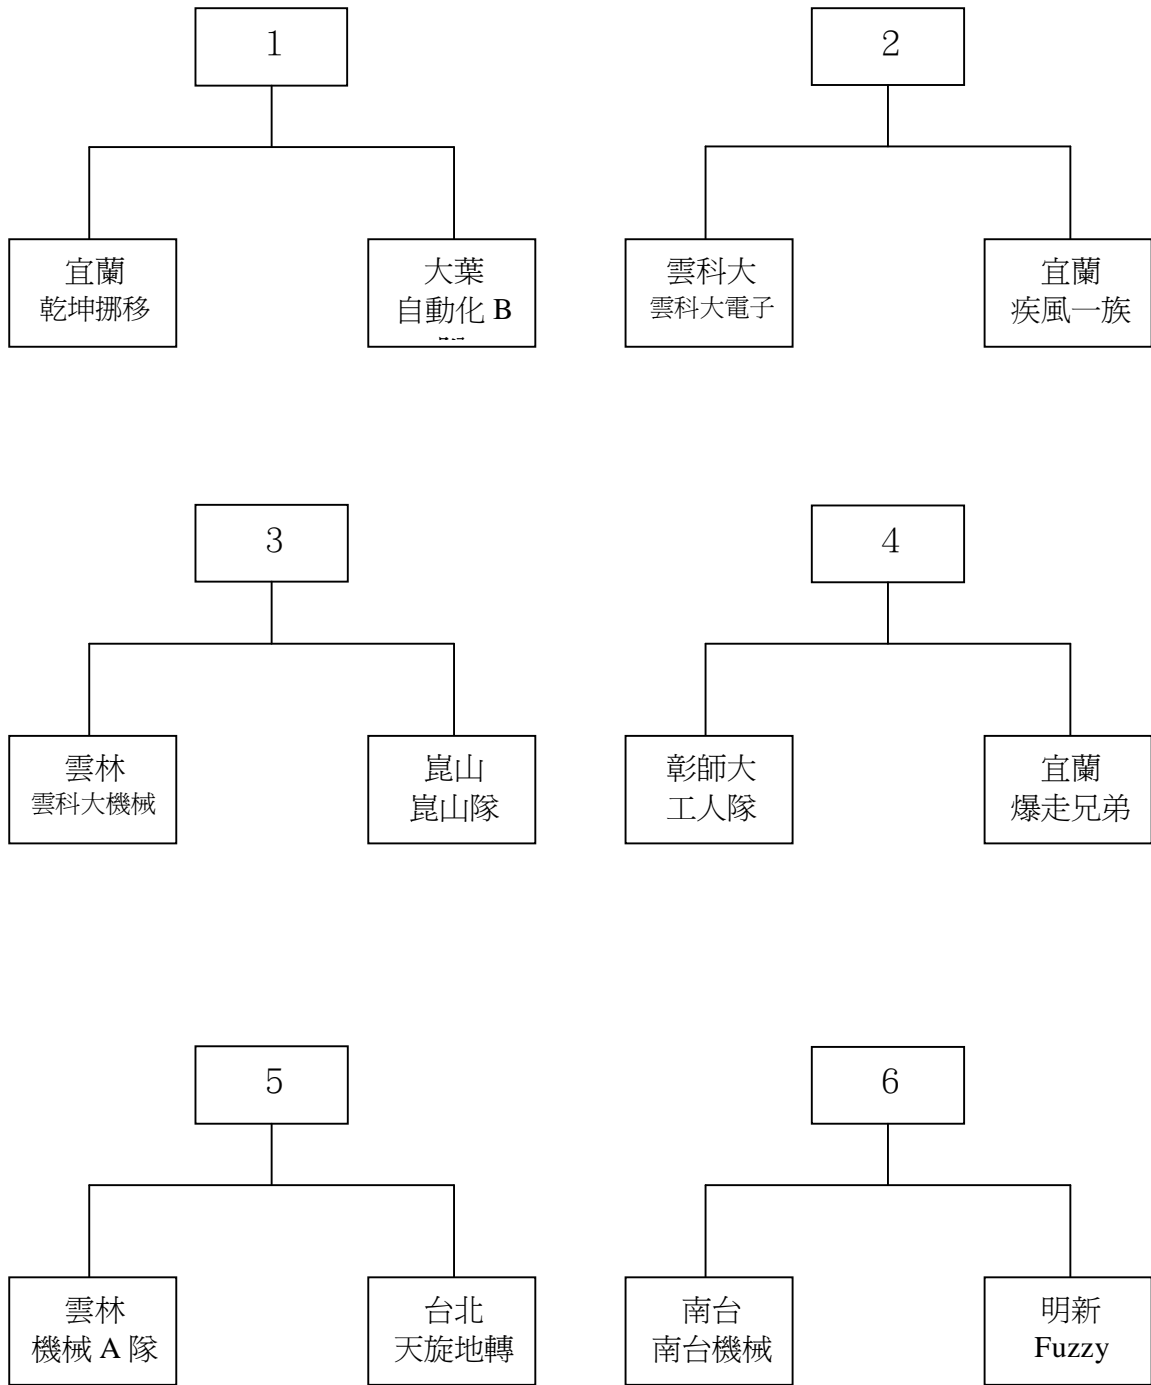 1
2
宜蘭
乾坤挪移
大葉
自動化 B
雲科大
雲科大電子
宜蘭
疾風一族
3
4
雲林
雲科大機械
崑山
崑山隊
彰師大
工人隊
宜蘭
爆走兄弟
5
6
雲林
機械 A 隊
台北
天旋地轉
南台
南台機械
明新
Fuzzy